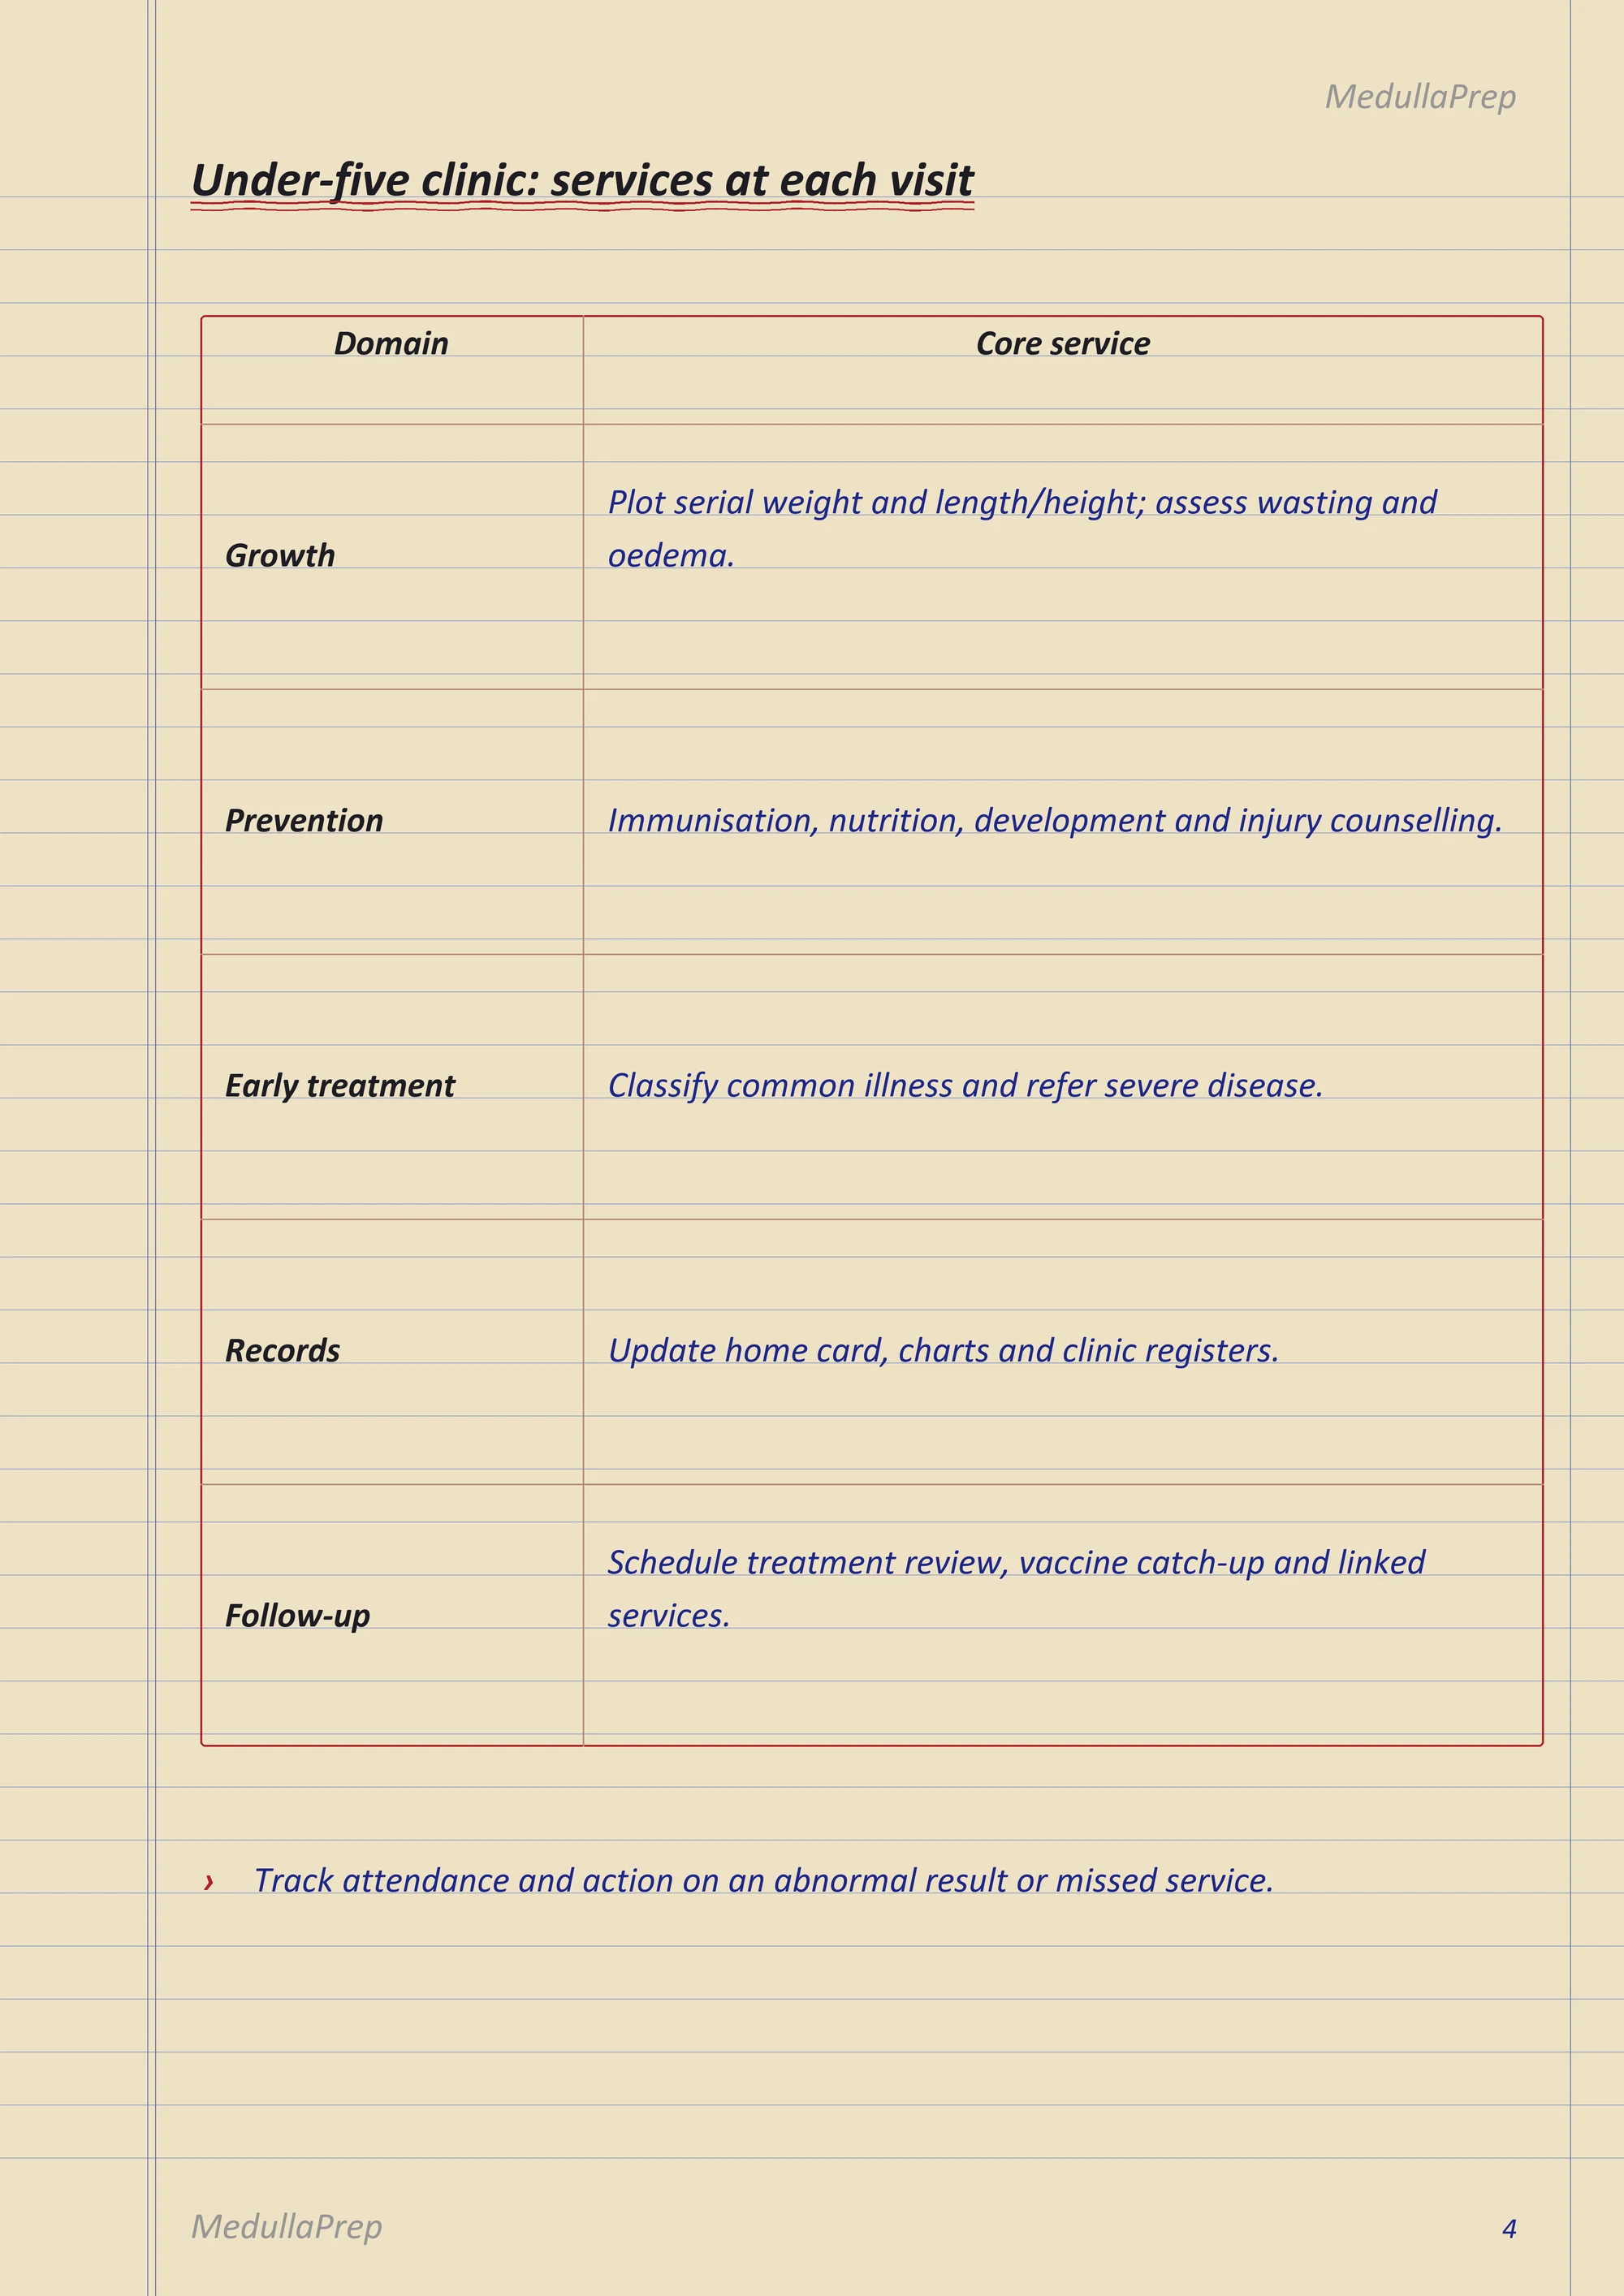 MedullaPrep
Under-five clinic: services at each visit
Domain Core service
Growth Plot serial weight and length/height; assess wasting and
oedema.
Prevention Immunisation, nutrition, development and injury counselling.
Early treatment Classify common illness and refer severe disease.
Records Update home card, charts and clinic registers.
Follow-up Schedule treatment review, vaccine catch-up and linked
services.
› Track attendance and action on an abnormal result or missed service.
MedullaPrep 4